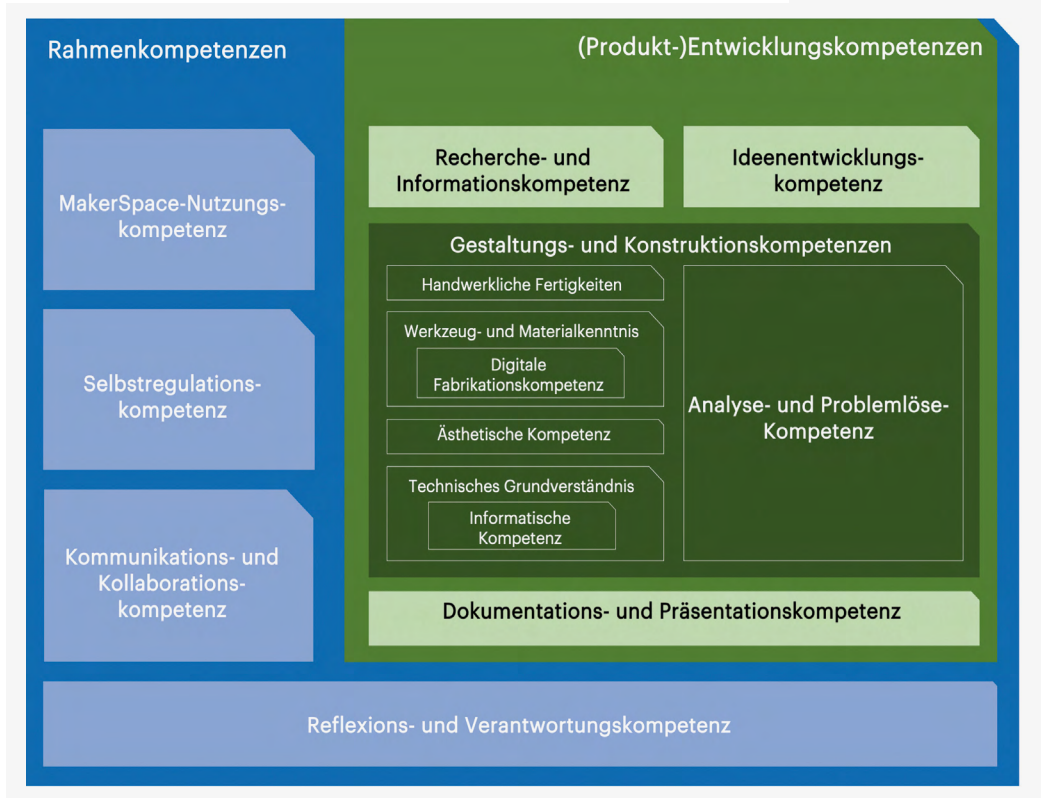 Rahmenkompetenzen
MakerSpace-Nutzungs-
kompetenz
Selbstregulations-
kompetenz
Kommunikations- und
Kollaborations-
kompetenz
(Produkt-)Entwicklungskompetenzen
Recherche- und
Informationskompetenz
Ideenentwicklungs-
kompetenz
Gestaltungs- und Konstruktionskompetenzen
Handwerkliche Fertigkeiten
Werkzeug- und Materialkenntnis
Digitale
Fabrikationskompetenz
Ästhetische Kompetenz
Technisches Grundverständnis
Informatische
Kompetenz
Analyse- und Problemlöse-
Kompetenz
Dokumentations- und Präsentationskompetenz
Reflexions- und Verantwortungskompetenz